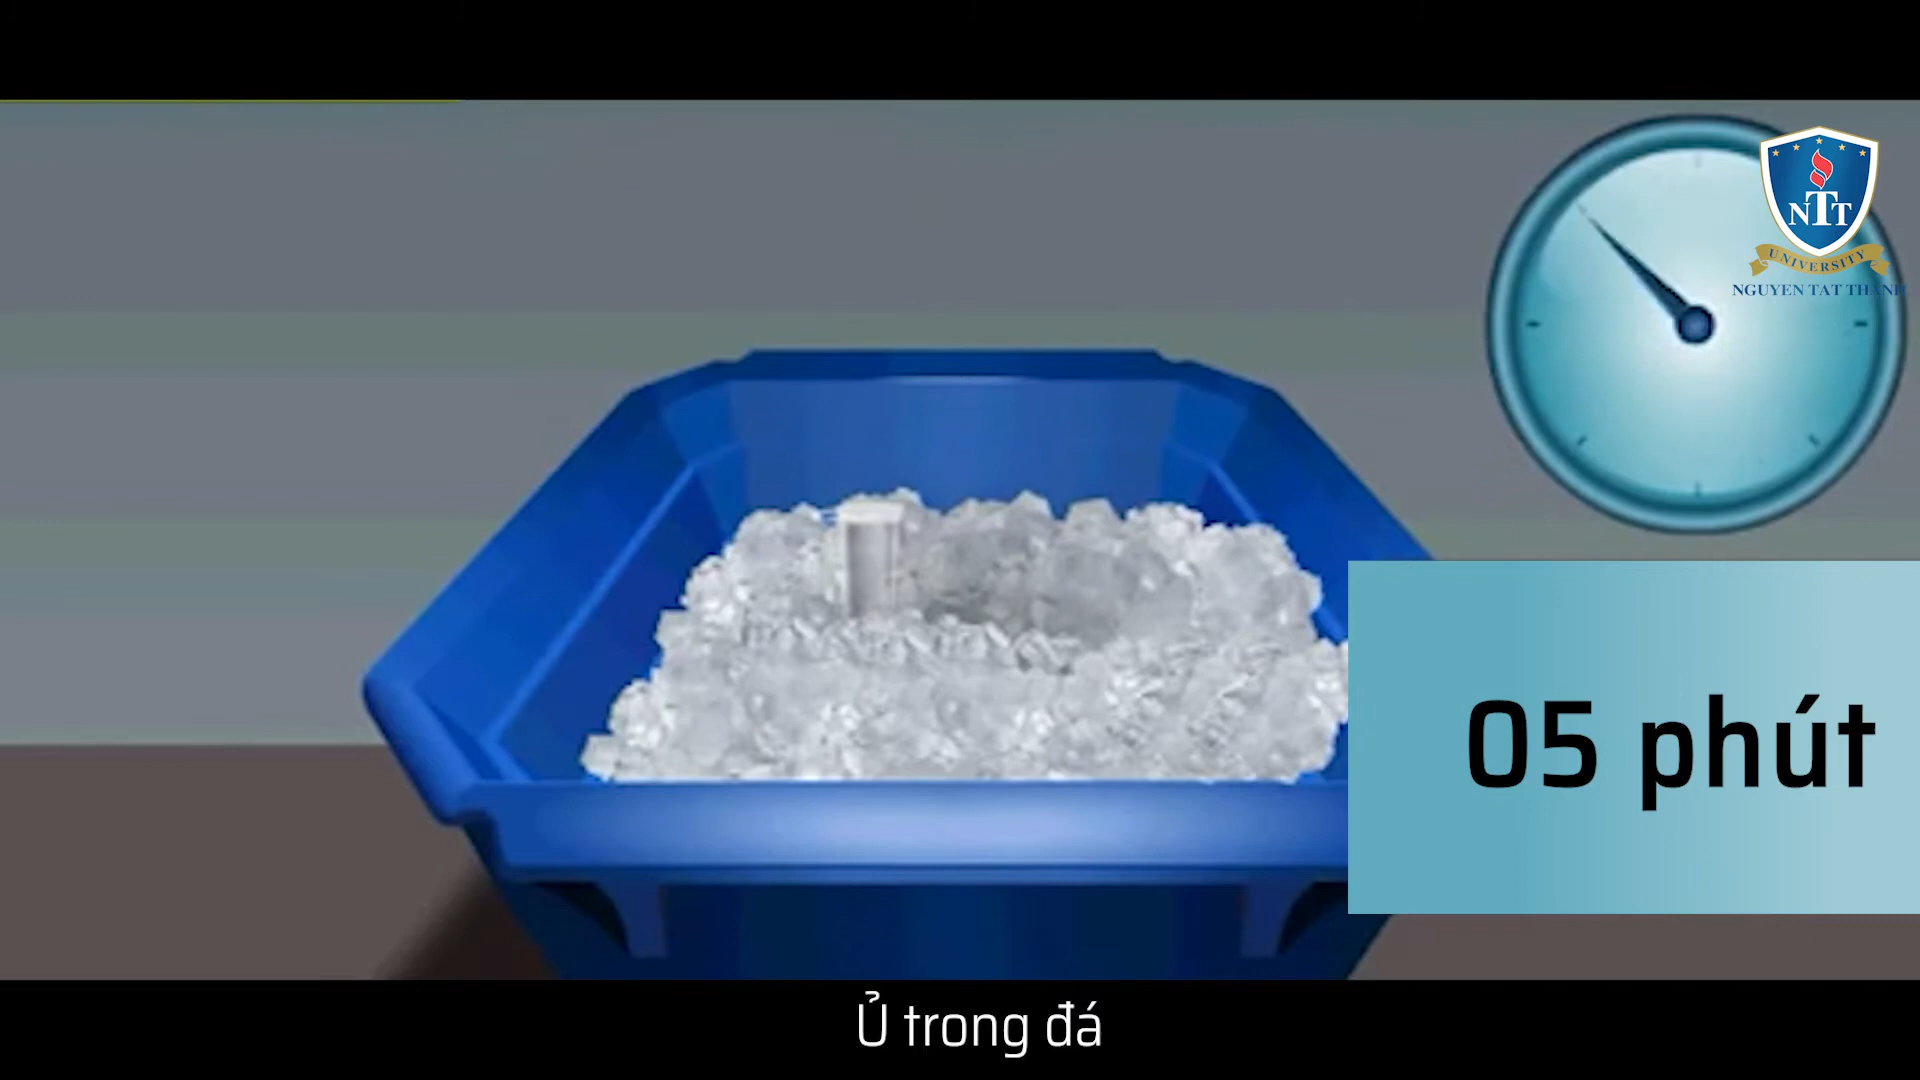 NTT
UNIVERSITY
NGUYEN TAT THANH
05 phút
Ủ trong đá